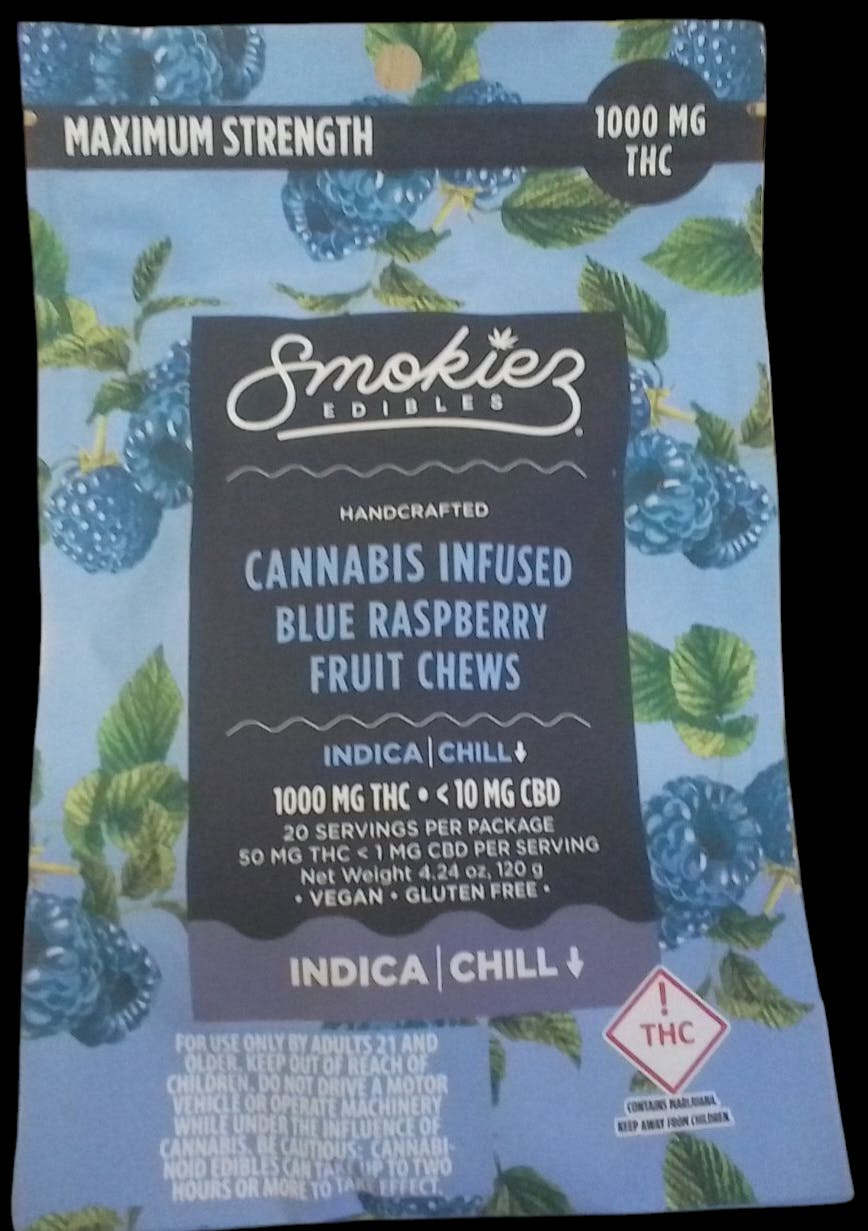 MAXIMUM STRENGTH
1000 MG
THC
Smokiez
EDIBLES
HANDCRAFTED
CANNABIS INFUSED
BLUE RASPBERRY
FRUIT CHEWS
INDICA | CHILL ↓
1000 MG THC • < 10 MG CBD
20 SERVINGS PER PACKAGE
50 MG THC < 1 MG CBD PER SERVING
Net Weight 4.24 oz, 120 g
• VEGAN • GLUTEN FREE •
INDICA | CHILL ↓
!
THC
CONTAINS MARIJUANA.
KEEP AWAY FROM CHILDREN.
FOR USE ONLY BY ADULTS 21 AND
OLDER. KEEP OUT OF REACH OF
CHILDREN. DO NOT DRIVE A MOTOR
VEHICLE OR OPERATE MACHINERY
WHILE UNDER THE INFLUENCE OF
CANNABIS. BE CAUTIOUS: CANNABI-
NOID EDIBLES CAN TAKE UP TO TWO
HOURS OR MORE TO TAKE EFFECT.